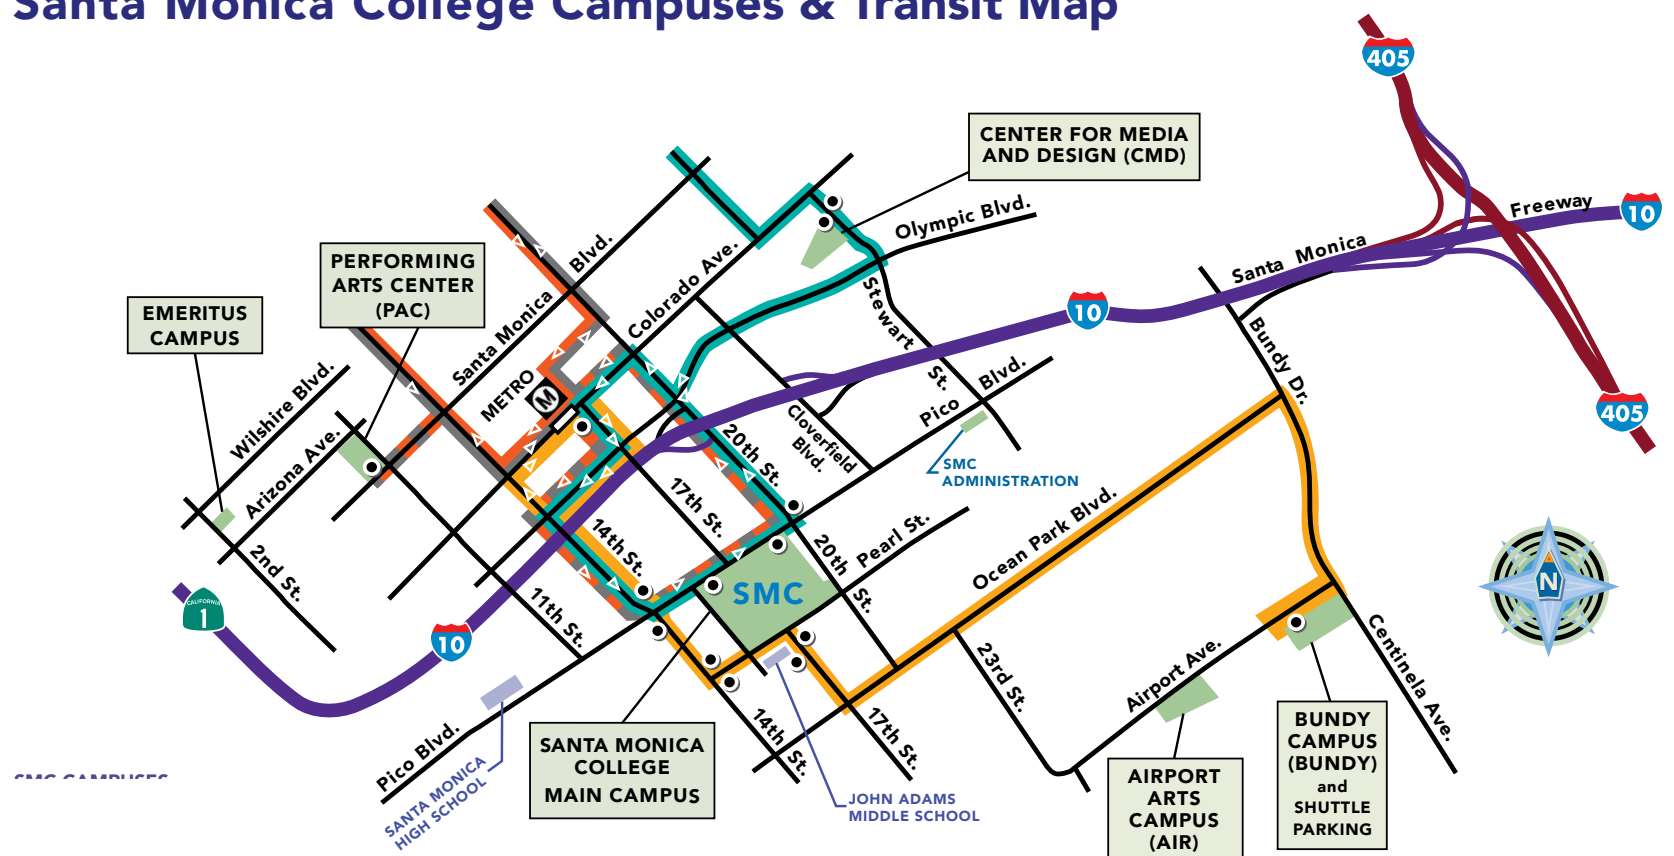 Santa Monica College Campuses & Transit Map
405
CENTER FOR MEDIA
AND DESIGN (CMD)
Freeway
10
Olympic Blvd.
Santa Monica
PERFORMING
ARTS CENTER
(PAC)
Blvd.
Santa Monica
Colorado Ave.
EMERITUS
CAMPUS
10
Stewart
St.
Bundy Dr.
Wilshire Blvd.
METRO
M
Pico
Blvd.
405
Arizona Ave.
Cloverfield
Blvd.
20th St.
SMC
ADMINISTRATION
17th St.
2nd St.
14th St.
20th
St.
Pearl St.
Ocean Park Blvd.
SMC
N
CALIFORNIA
1
10
11th St.
23rd St.
Airport Ave.
Centinela Ave.
Pico Blvd.
SANTA MONICA
HIGH SCHOOL
SANTA MONICA
COLLEGE
MAIN CAMPUS
14th
St.
17th St.
JOHN ADAMS
MIDDLE SCHOOL
AIRPORT
ARTS
CAMPUS
(AIR)
BUNDY
CAMPUS
(BUNDY)
and
SHUTTLE
PARKING
SMC CAMPUSES